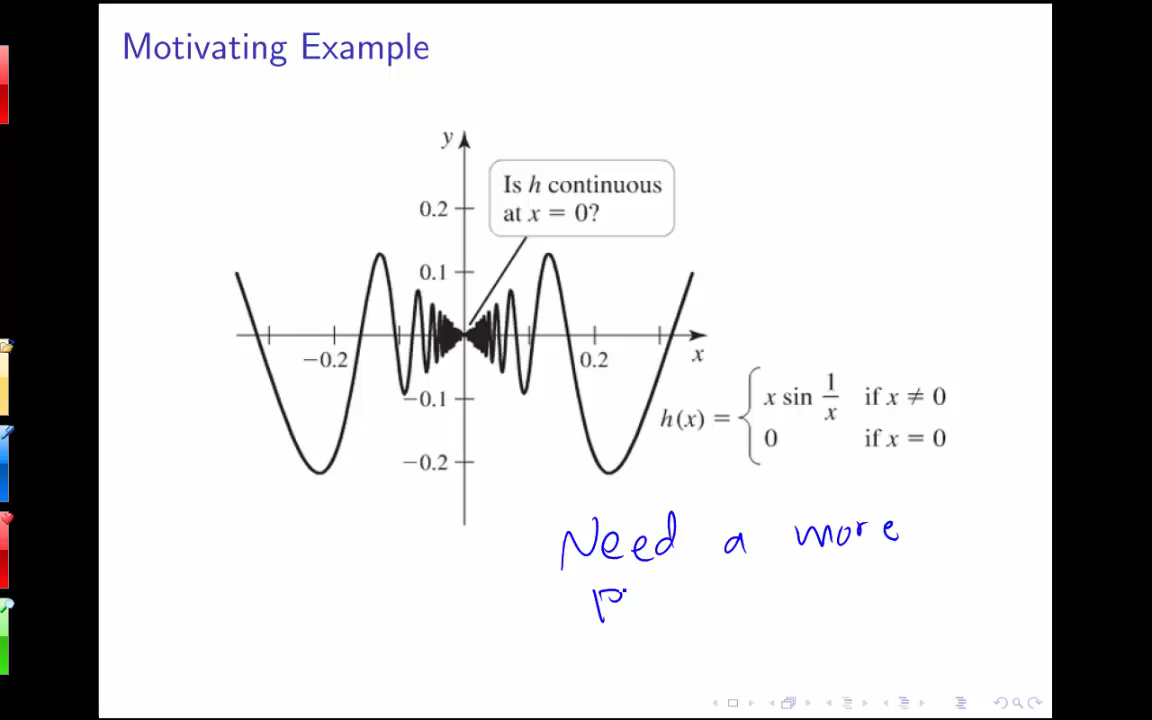 Motivating Example
y
Is h continuous
at x = 0?
0.2
0.1
−0.2
0.2
x
−0.1
−0.2
h(x) = { x sin 1/x if x ≠ 0
0 if x = 0
Need a more